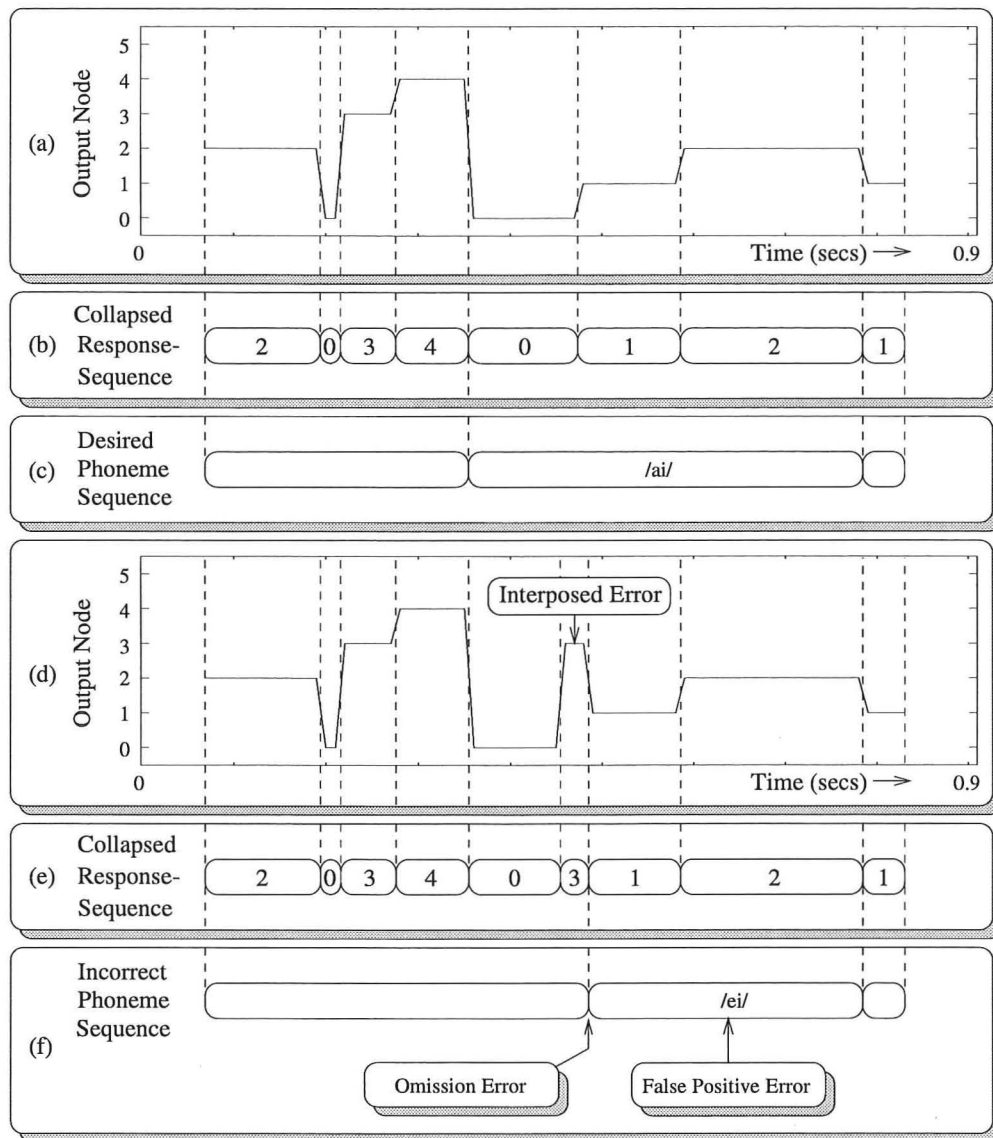 (a)
Output Node
5
4
3
2
1
0
0
Time (secs)
0.9
(b)
Collapsed
Response-
Sequence
2 0 3 4 0 1 2 1
(c)
Desired
Phoneme
Sequence
/ai/
(d)
Output Node
5
4
3
2
1
0
Interposed Error
0
Time (secs)
0.9
(e)
Collapsed
Response-
Sequence
2 0 3 4 0 3 1 2 1
(f)
Incorrect
Phoneme
Sequence
/ei/
Omission Error
False Positive Error